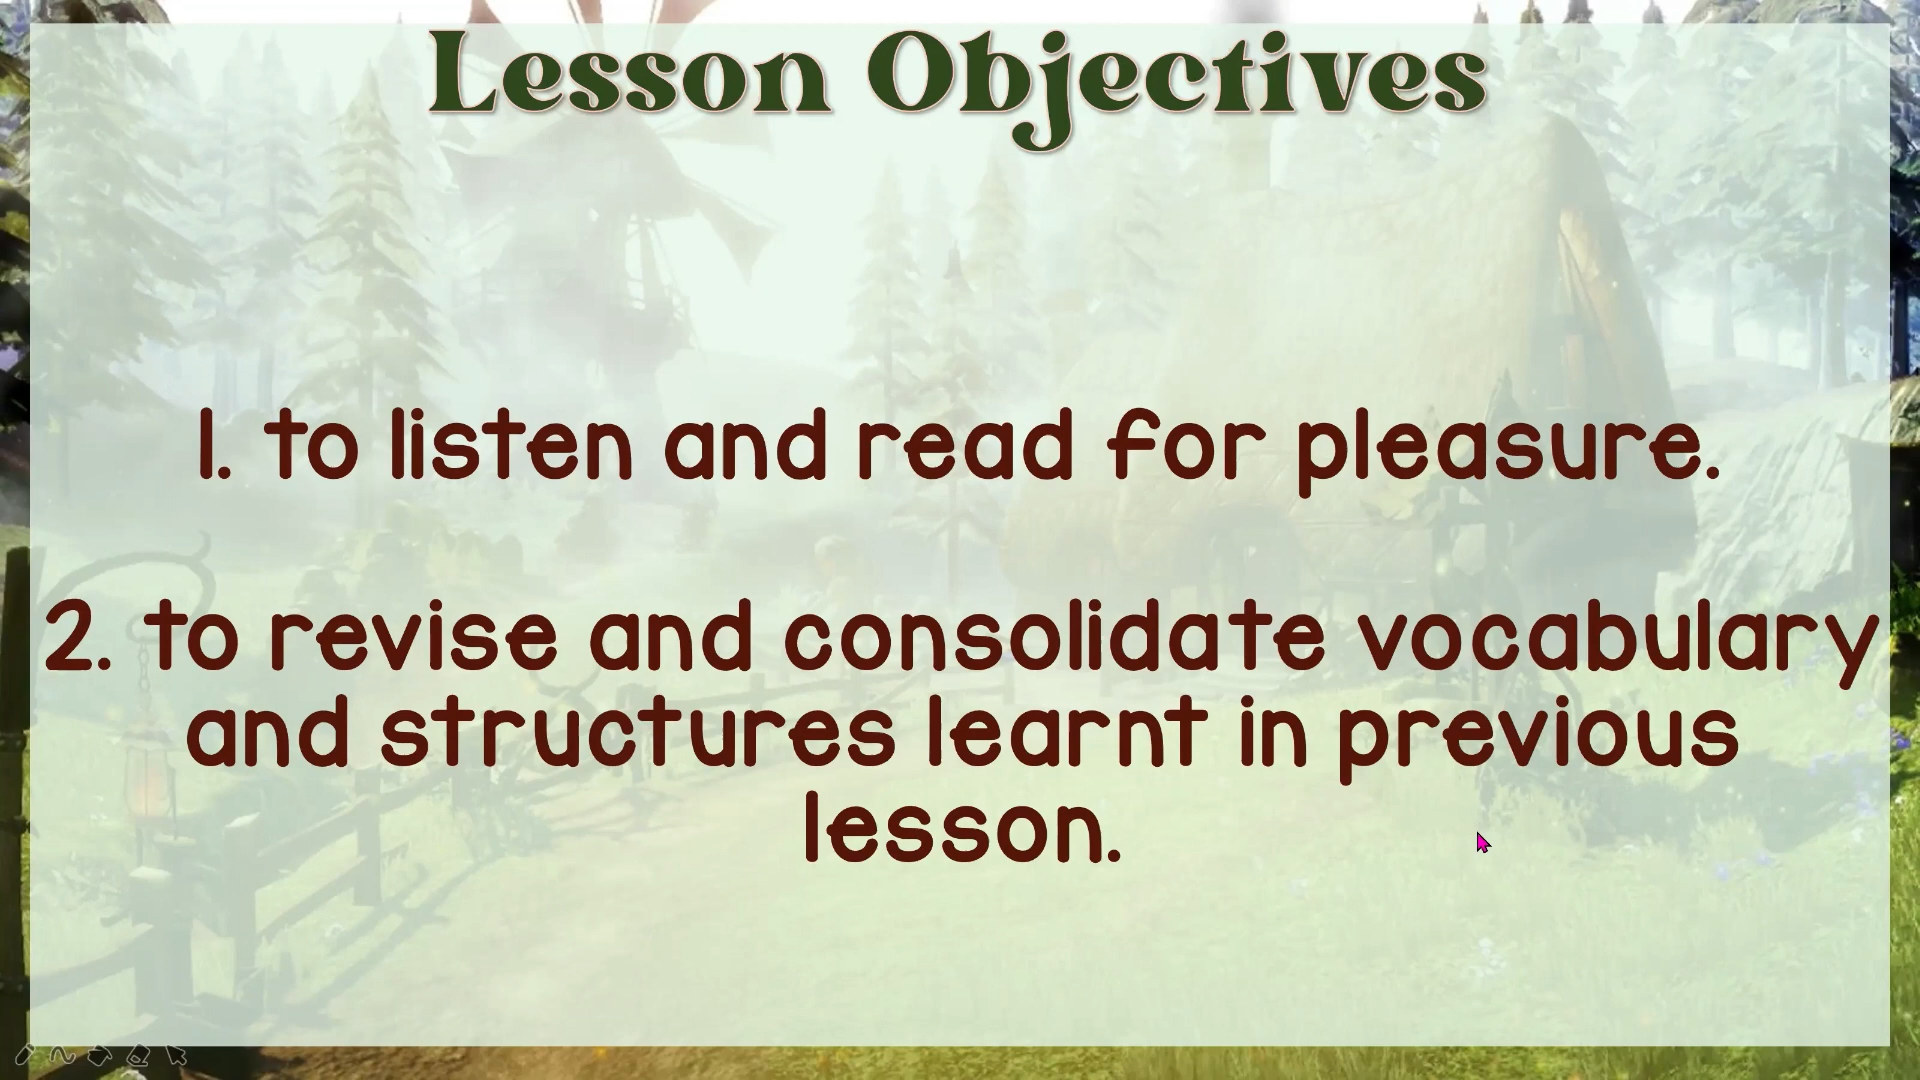 Lesson Objectives
1. to listen and read for pleasure.
2. to revise and consolidate vocabulary
and structures learnt in previous
lesson.